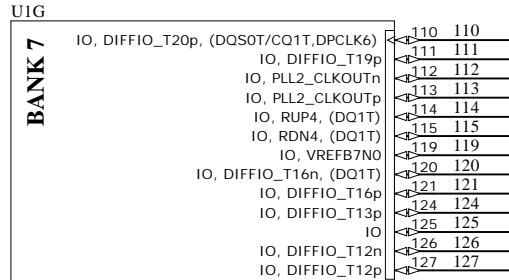 U1G
BANK 7
IO, DIFFIO_T20p, (DQS0T/CQ1T,DPCLK6) 110 110
IO, DIFFIO_T19p 111 111
IO, PLL2_CLKOUTn 112 112
IO, PLL2_CLKOUTp 113 113
IO, RUP4, (DQ1T) 114 114
IO, RDN4, (DQ1T) 115 115
IO, VREFB7N0 119 119
IO, DIFFIO_T16n, (DQ1T) 120 120
IO, DIFFIO_T16p 121 121
IO, DIFFIO_T13p 124 124
IO 125 125
IO, DIFFIO_T12n 126 126
IO, DIFFIO_T12p 127 127